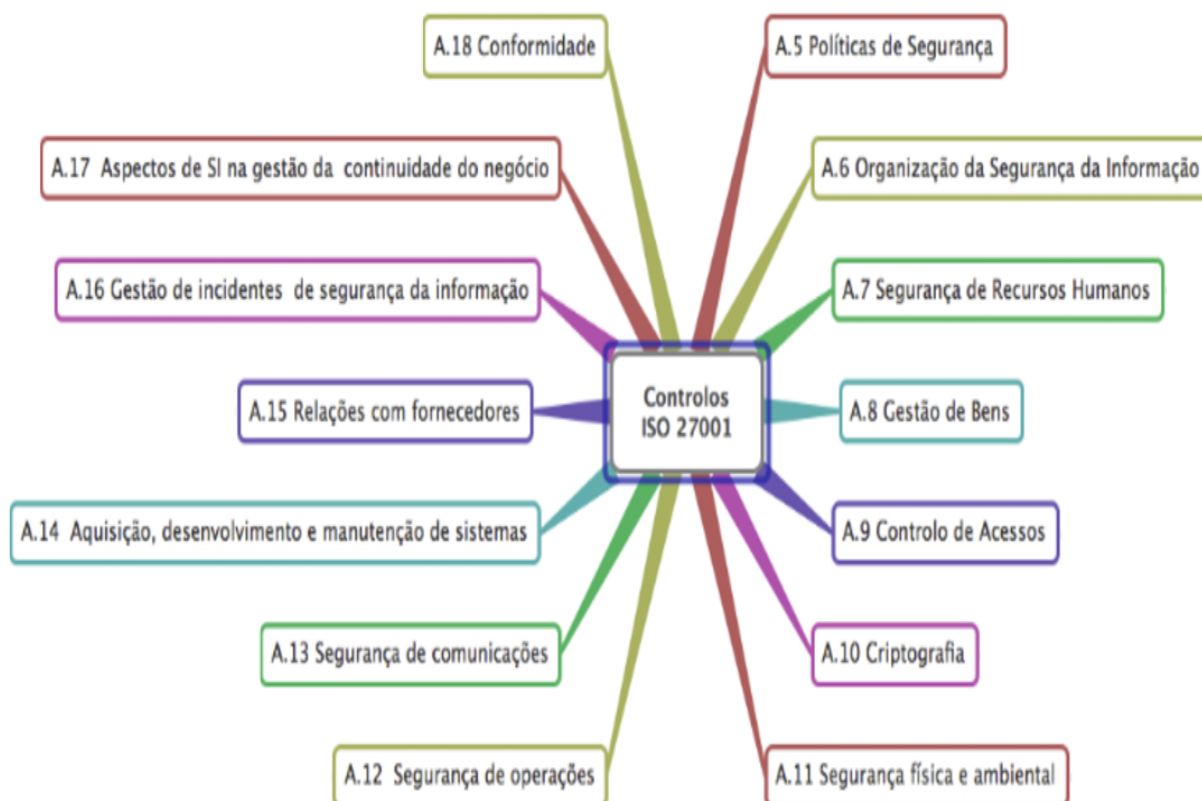 A.18 Conformidade
A.5 Políticas de Segurança
A.17 Aspectos de SI na gestão da continuidade do negócio
A.6 Organização da Segurança da Informação
A.16 Gestão de incidentes de segurança da informação
A.7 Segurança de Recursos Humanos
Controlos
ISO 27001
A.15 Relações com fornecedores
A.8 Gestão de Bens
A.14 Aquisição, desenvolvimento e manutenção de sistemas
A.9 Controlo de Acessos
A.13 Segurança de comunicações
A.10 Criptografia
A.12 Segurança de operações
A.11 Segurança física e ambiental